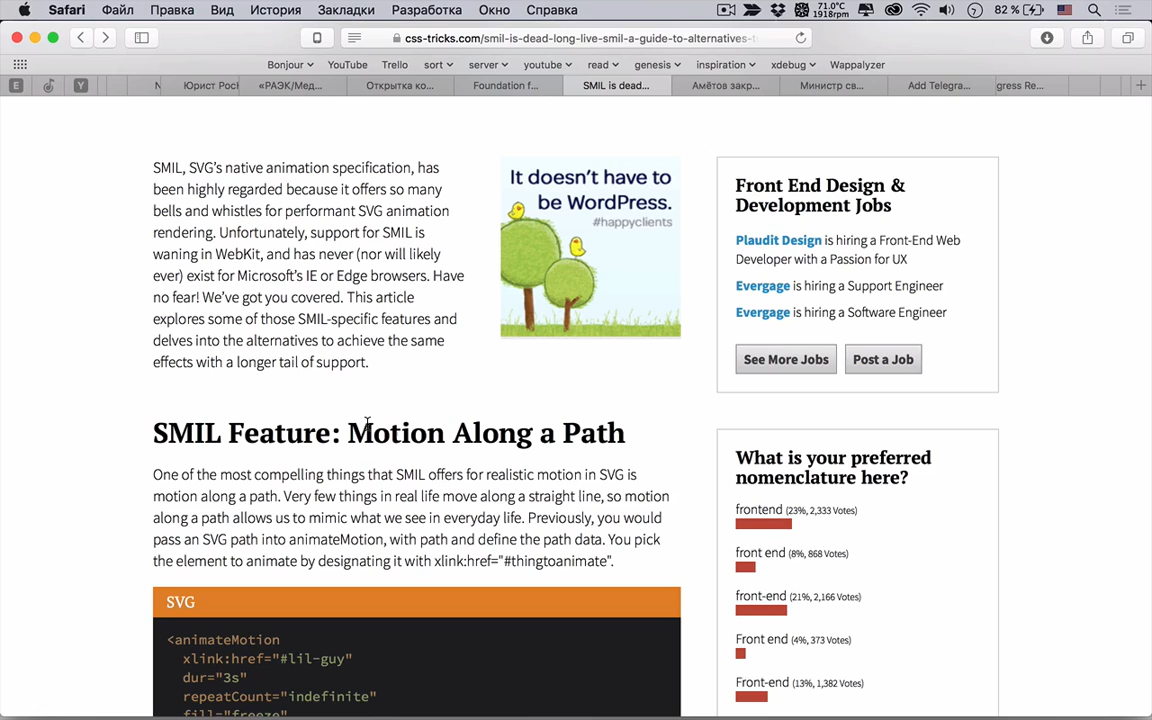 Safari Файл Правка Вид История Закладки Разработка Окно Справка
71.0°C
1918rpm
82 %
css-tricks.com/smil-is-dead-long-live-smil-a-guide-to-alternatives-
Bonjour YouTube Trello sort server youtube read genesis inspiration xdebug Wappalyzer
E Y N Юрист Рос «РАЭК/Мед... Открытка ко... Foundation f... SMIL is dead... Амётов закр... Министр св... Add Telegra... gress Re...
SMIL, SVG’s native animation specification, has
been highly regarded because it offers so many
bells and whistles for performant SVG animation
rendering. Unfortunately, support for SMIL is
waning in WebKit, and has never (nor will likely
ever) exist for Microsoft’s IE or Edge browsers. Have
no fear! We’ve got you covered. This article
explores some of those SMIL-specific features and
delves into the alternatives to achieve the same
effects with a longer tail of support.
It doesn’t have to
be WordPress.
#happyclients
SMIL Feature: Motion Along a Path
One of the most compelling things that SMIL offers for realistic motion in SVG is
motion along a path. Very few things in real life move along a straight line, so motion
along a path allows us to mimic what we see in everyday life. Previously, you would
pass an SVG path into animateMotion, with path and define the path data. You pick
the element to animate by designating it with xlink:href="#thingtoanimate".
SVG
<animateMotion
xlink:href="#lil-guy"
dur="3s"
repeatCount="indefinite"
fill="freeze"
Front End Design &
Development Jobs
Plaudit Design is hiring a Front-End Web
Developer with a Passion for UX
Evergage is hiring a Support Engineer
Evergage is hiring a Software Engineer
See More Jobs Post a Job
What is your preferred
nomenclature here?
frontend (23%, 2,333 Votes)
front end (8%, 868 Votes)
front-end (21%, 2,166 Votes)
Front end (4%, 373 Votes)
Front-end (13%, 1,382 Votes)